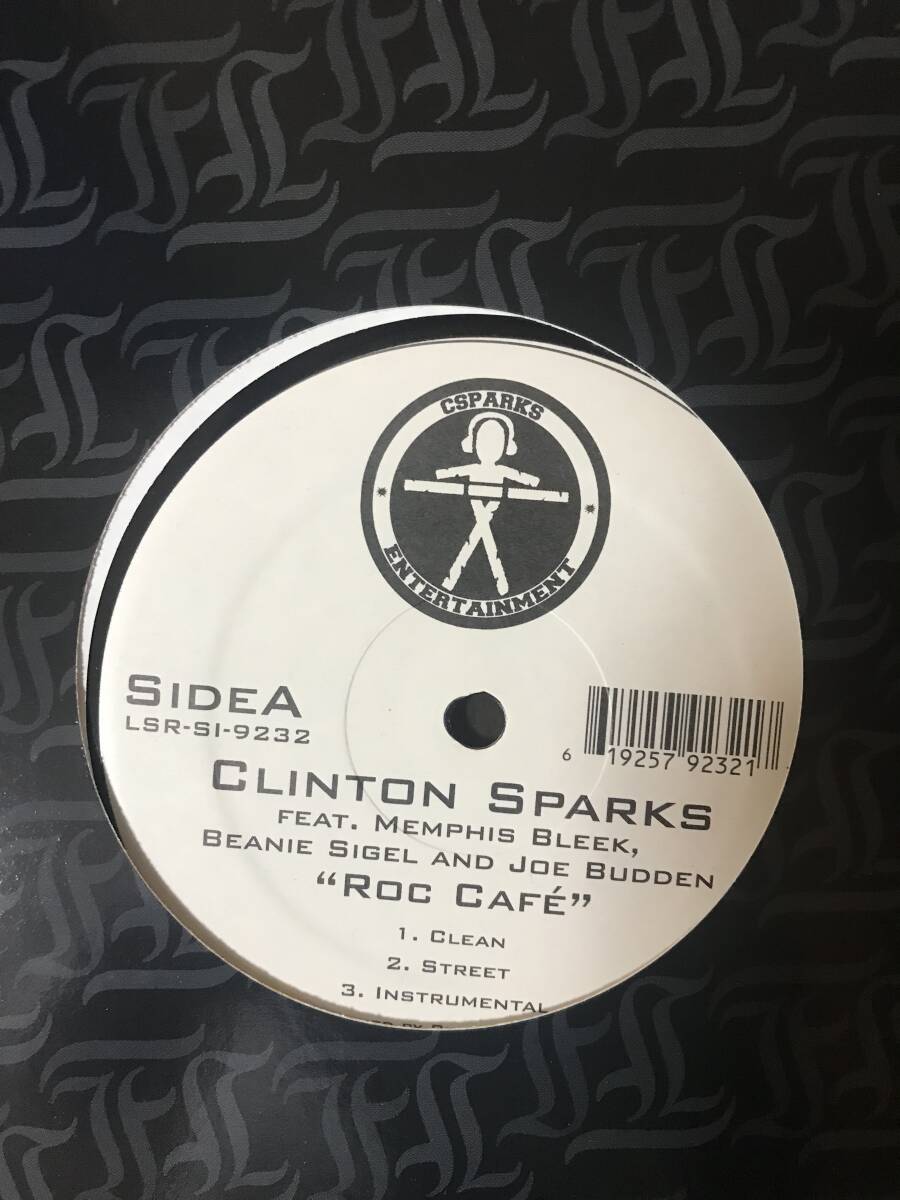 CSPARKS
ENTERTAINMENT
SIDEA
LSR-SI-9232
6 19257 92321
CLINTON SPARKS
FEAT. MEMPHIS BLEEK,
BEANIE SIGEL AND JOE BUDDEN
“ROC CAFÉ”
1. CLEAN
2. STREET
3. INSTRUMENTAL